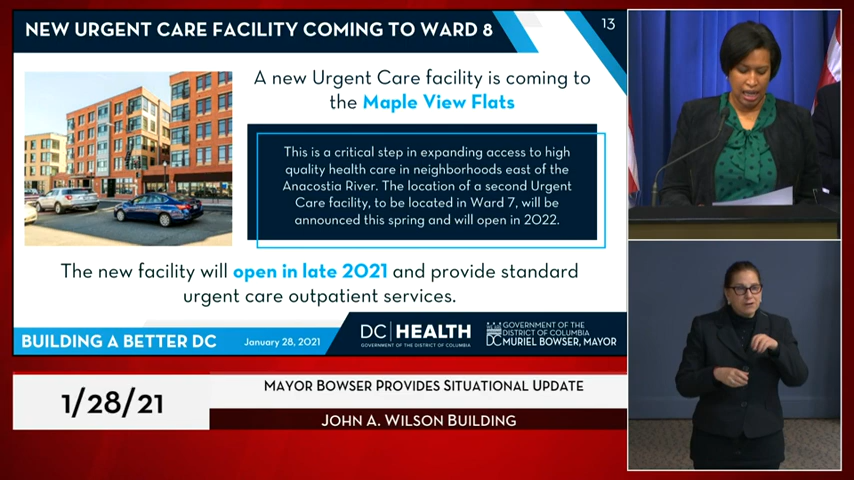 NEW URGENT CARE FACILITY COMING TO WARD 8
13
A new Urgent Care facility is coming to
the Maple View Flats
This is a critical step in expanding access to high
quality health care in neighborhoods east of the
Anacostia River. The location of a second Urgent
Care facility, to be located in Ward 7, will be
announced this spring and will open in 2022.
The new facility will open in late 2021 and provide standard
urgent care outpatient services.
BUILDING A BETTER DC
January 28, 2021
DC HEALTH
GOVERNMENT OF THE DISTRICT OF COLUMBIA
GOVERNMENT OF THE
DISTRICT OF COLUMBIA
DC MURIEL BOWSER, MAYOR
1/28/21
MAYOR BOWSER PROVIDES SITUATIONAL UPDATE
JOHN A. WILSON BUILDING